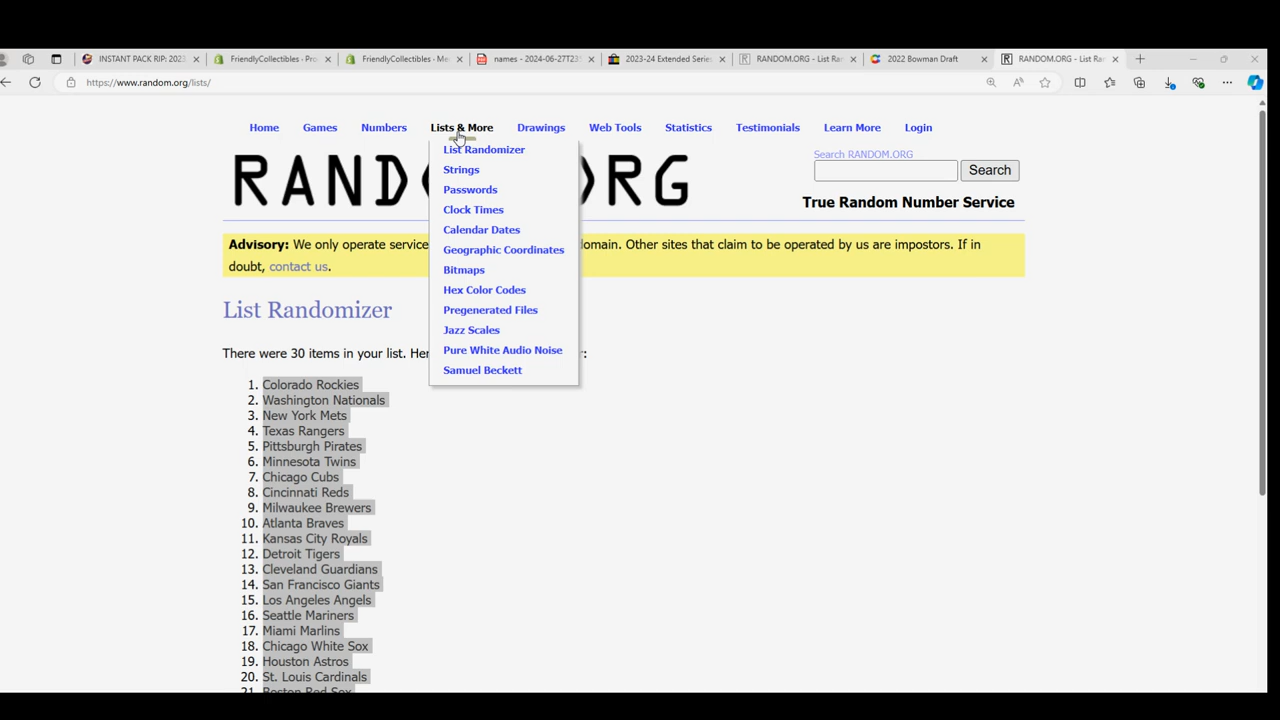 INSTANT PACK RIP: 2023
FriendlyCollectibles - Pro
FriendlyCollectibles - Me
names - 2024-06-27T23
2023-24 Extended Series
RANDOM.ORG - List Ran
2022 Bowman Draft
RANDOM.ORG - List Ra
https://www.random.org/lists/
Home Games Numbers Lists & More Drawings Web Tools Statistics Testimonials Learn More Login
List Randomizer
Strings
Passwords
Clock Times
Calendar Dates
Geographic Coordinates
Bitmaps
Hex Color Codes
Pregenerated Files
Jazz Scales
Pure White Audio Noise
Samuel Beckett
RAND RG
Search RANDOM.ORG
Search
True Random Number Service
Advisory: We only operate service omain. Other sites that claim to be operated by us are impostors. If in
doubt, contact us.
List Randomizer
There were 30 items in your list. Her :
1. Colorado Rockies
2. Washington Nationals
3. New York Mets
4. Texas Rangers
5. Pittsburgh Pirates
6. Minnesota Twins
7. Chicago Cubs
8. Cincinnati Reds
9. Milwaukee Brewers
10. Atlanta Braves
11. Kansas City Royals
12. Detroit Tigers
13. Cleveland Guardians
14. San Francisco Giants
15. Los Angeles Angels
16. Seattle Mariners
17. Miami Marlins
18. Chicago White Sox
19. Houston Astros
20. St. Louis Cardinals
21. Boston Red Sox